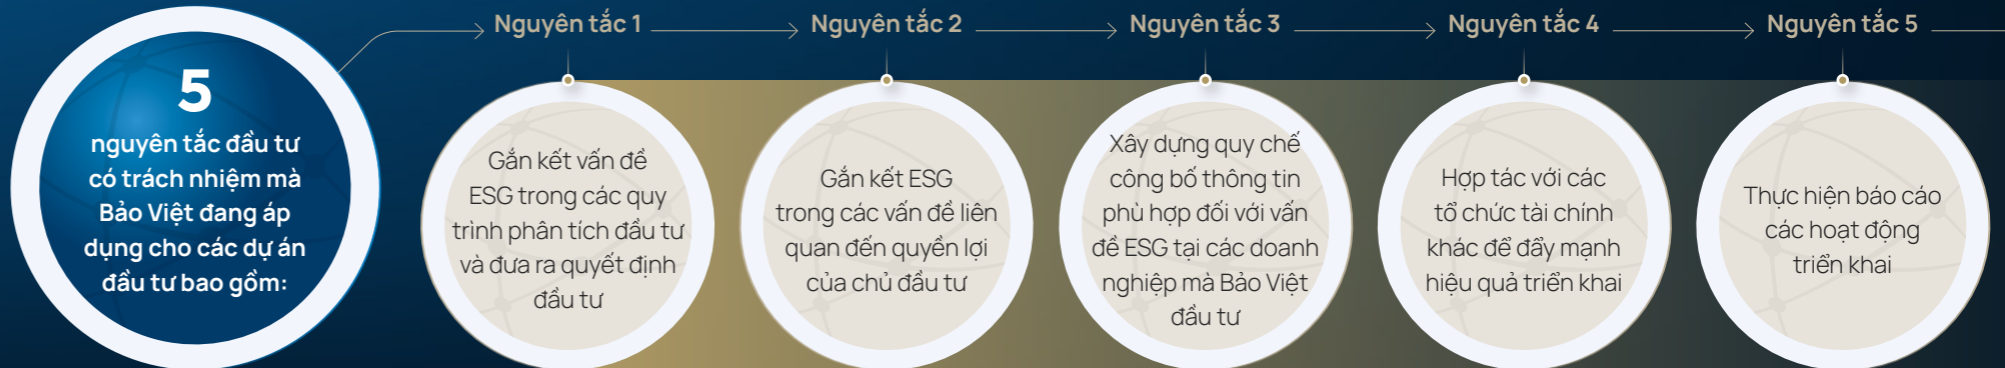 5
nguyên tắc đầu tư
có trách nhiệm mà
Bảo Việt đang áp
dụng cho các dự án
đầu tư bao gồm:
Nguyên tắc 1
Gắn kết vấn đề
ESG trong các quy
trình phân tích đầu tư
và đưa ra quyết định
đầu tư
Nguyên tắc 2
Gắn kết ESG
trong các vấn đề liên
quan đến quyền lợi
của chủ đầu tư
Nguyên tắc 3
Xây dựng quy chế
công bố thông tin
phù hợp đối với vấn
đề ESG tại các doanh
nghiệp mà Bảo Việt
đầu tư
Nguyên tắc 4
Hợp tác với các
tổ chức tài chính
khác để đẩy mạnh
hiệu quả triển khai
Nguyên tắc 5
Thực hiện báo cáo
các hoạt động
triển khai